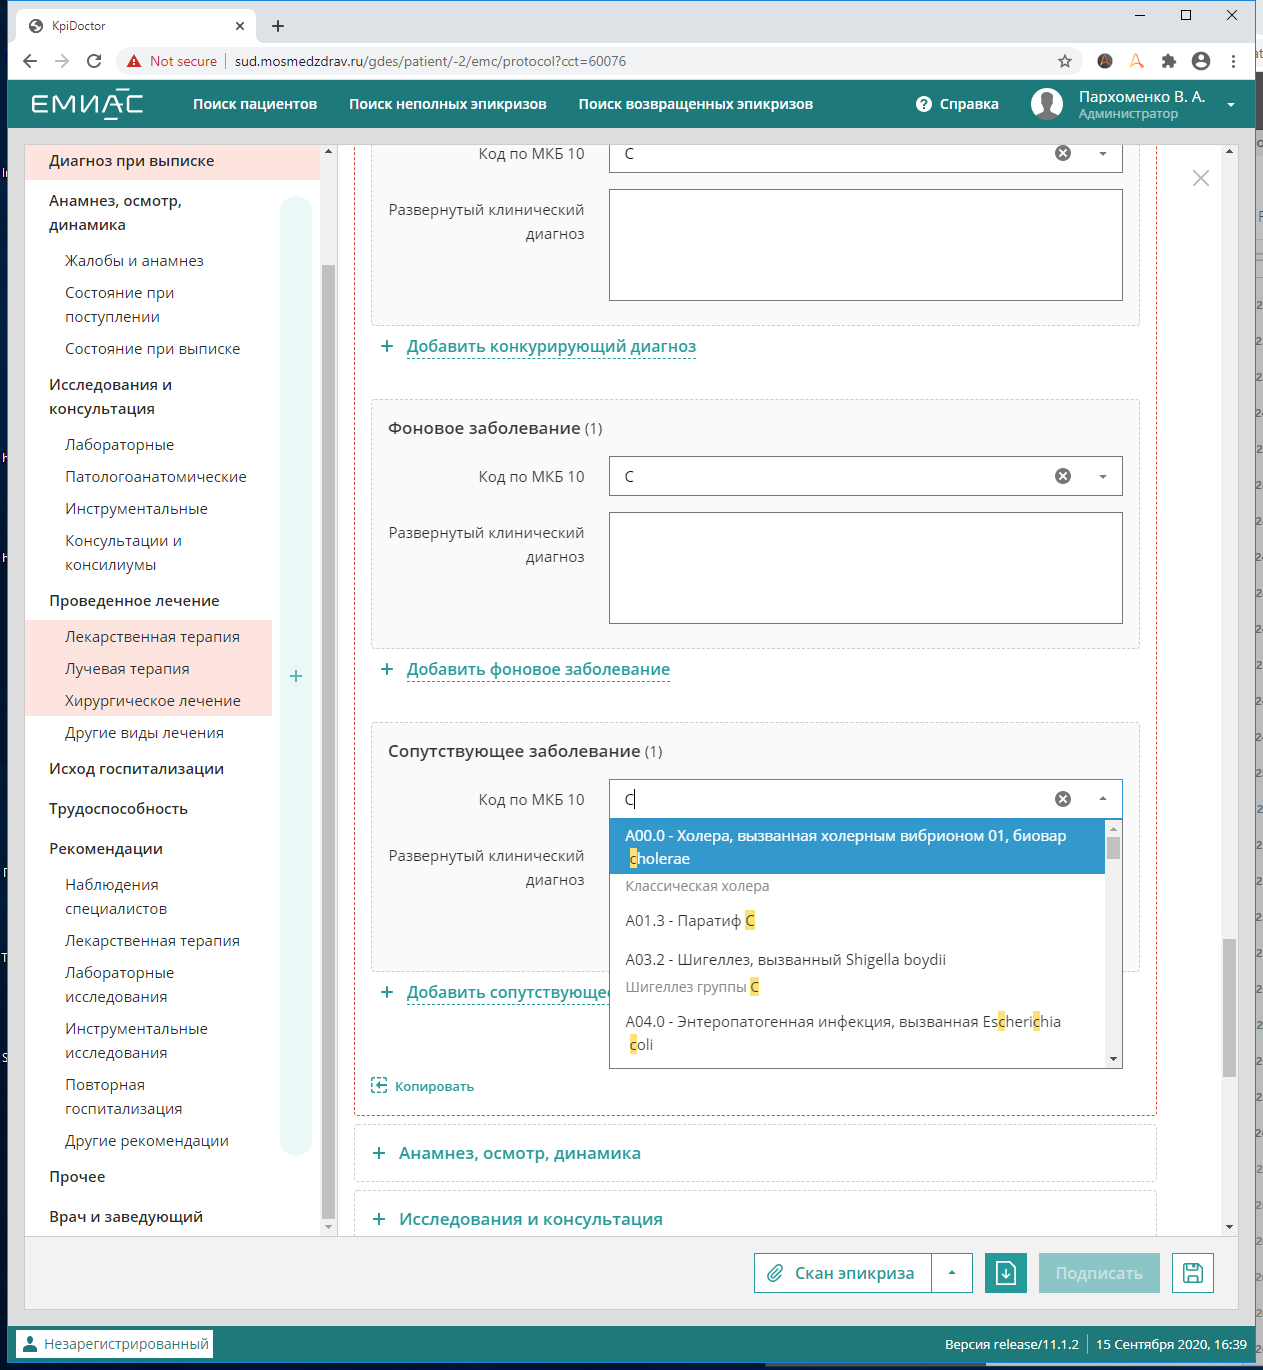 KpiDoctor
Not secure
sud.mosmedzdrav.ru/gdes/patient/-2/emc/protocol?cct=60076
ЕМИАС
Поиск пациентов
Поиск неполных эпикризов
Поиск возвращенных эпикризов
Справка
Пархоменко В. А.
Администратор
Диагноз при выписке
Анамнез, осмотр,
динамика
Жалобы и анамнез
Состояние при
поступлении
Состояние при выписке
Исследования и
консультация
Лабораторные
Патологоанатомические
Инструментальные
Консультации и
консилиумы
Проведенное лечение
Лекарственная терапия
Лучевая терапия
Хирургическое лечение
Другие виды лечения
Исход госпитализации
Трудоспособность
Рекомендации
Наблюдения
специалистов
Лекарственная терапия
Лабораторные
исследования
Инструментальные
исследования
Повторная
госпитализация
Другие рекомендации
Прочее
Врач и заведующий
Код по МКБ 10
C
Развернутый клинический
диагноз
Добавить конкурирующий диагноз
Фоновое заболевание (1)
Код по МКБ 10
C
Развернутый клинический
диагноз
Добавить фоновое заболевание
Сопутствующее заболевание (1)
Код по МКБ 10
C
Развернутый клинический
диагноз
A00.0 - Холера, вызванная холерным вибрионом 01, биовар
cholerae
Классическая холера
A01.3 - Паратиф C
A03.2 - Шигеллез, вызванный Shigella boydii
Шигеллез группы C
A04.0 - Энтеропатогенная инфекция, вызванная Escherichia
coli
Добавить сопутствующее
Копировать
Анамнез, осмотр, динамика
Исследования и консультация
Скан эпикриза
Подписать
Незарегистрированный
Версия release/11.1.2
15 Сентября 2020, 16:39